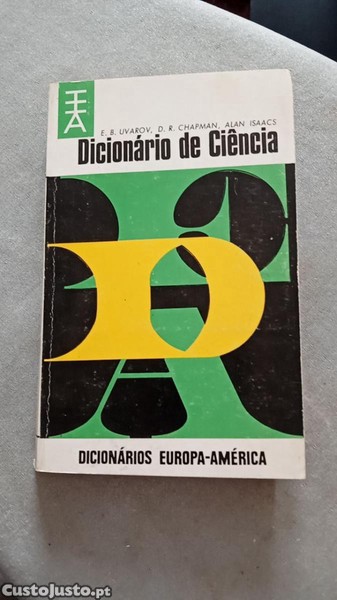 E. B. UVAROV, D. R. CHAPMAN, ALAN ISAACS
Dicionário de Ciência
DICIONÁRIOS EUROPA-AMÉRICA
CustoJusto.pt